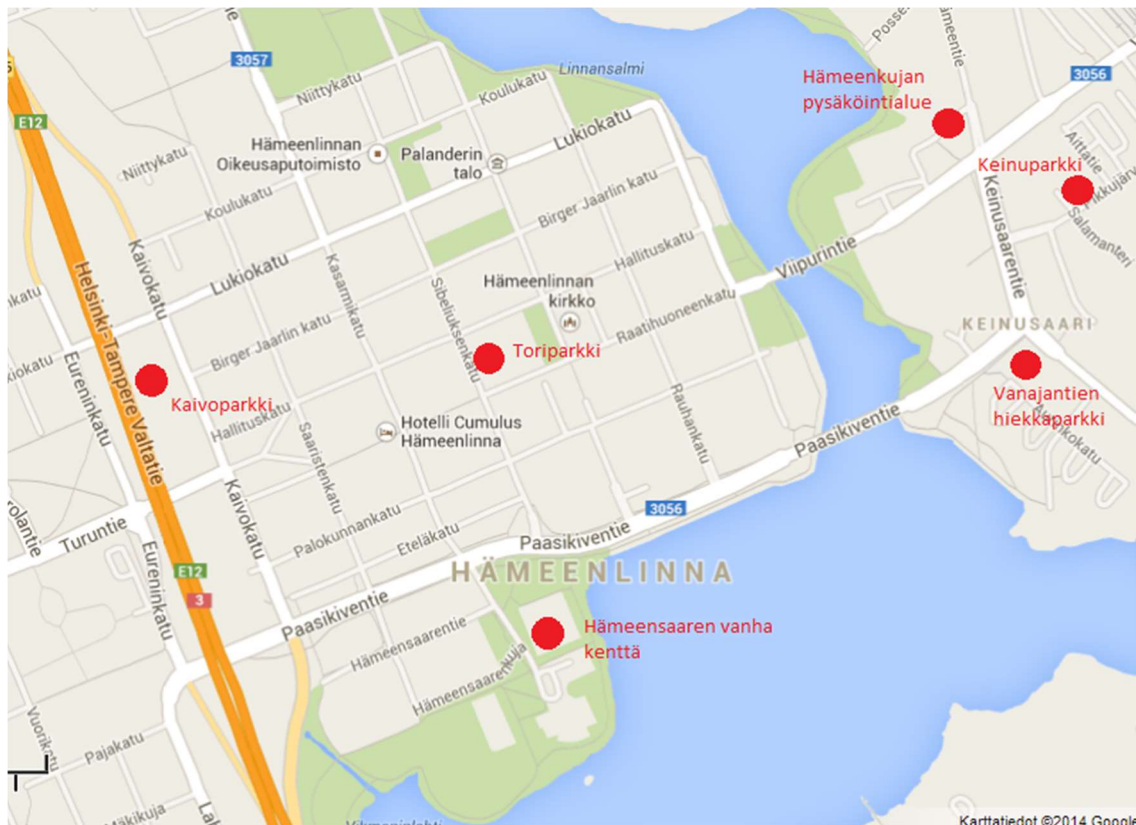 Linnansalmi
3057
Niittykatu
Koulukatu
Hämeenkujan
pysäköintialue
3056
E12
Hämeenlinnan
Oikeusaputoimisto
Palanderin
talo
Lukiokatu
Aittatie
Keinuparkki
Niittykatu
Koulukatu
Birger Jaarlin katu
Keinusaarentie
Salamanteri
Kaivokatu
Lukiokatu
Kasarmikatu
Sibeliuksenkatu
Hämeenlinnan
kirkko
Hallituskatu
Viipurintie
Helsinki-Tampere Valtatie
Birger Jaarlin katu
Toriparkki
Raatihuoneenkatu
KEINUSAARI
Eureninkatu
Kaivoparkki
Hallituskatu
Hotelli Cumulus
Hämeenlinna
Rauhankatu
Vanajantien
hiekkaparkki
Saaristenkatu
Paasikiventie
Turuntie
Kaivokatu
Palokunnankatu
Eteläkatu
3056
Paasikiventie
Eureninkatu
E12
3
HÄMEENLINNA
Paasikiventie
Hämeensaarentie
Hämeensaarenkuja
Hämeensaaren vanha
kenttä
Vuorikatu
Pajakatu
Mäkikuja
Karttatiedot ©2014 Google